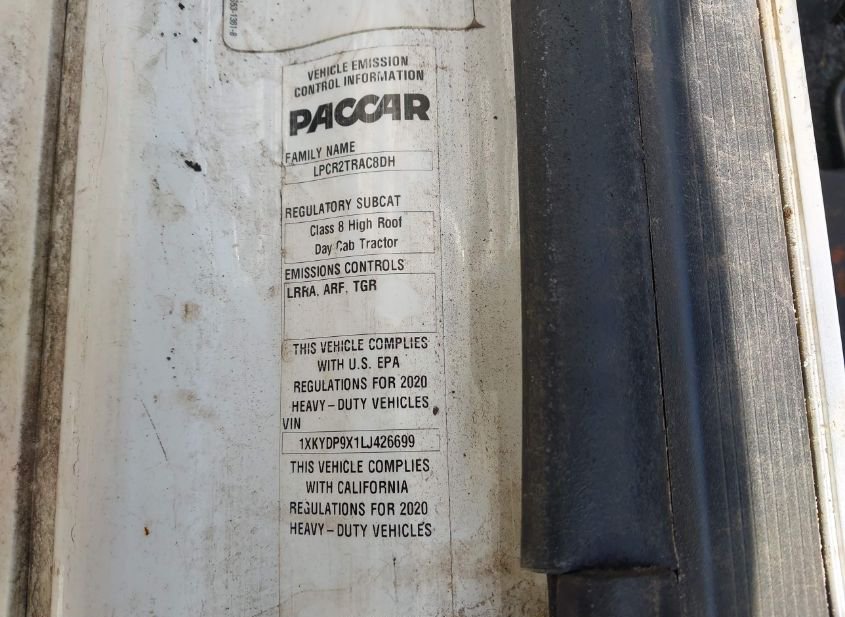 VEHICLE EMISSION
CONTROL INFORMATION
PACCAR
FAMILY NAME
LPCR2TRAC8DH
REGULATORY SUBCAT
Class 8 High Roof
Day Cab Tractor
EMISSIONS CONTROLS
LRRA, ARF, TGR
THIS VEHICLE COMPLIES
WITH U.S. EPA
REGULATIONS FOR 2020
HEAVY-DUTY VEHICLES
VIN
1XKYDP9X1LJ426699
THIS VEHICLE COMPLIES
WITH CALIFORNIA
REGULATIONS FOR 2020
HEAVY-DUTY VEHICLES